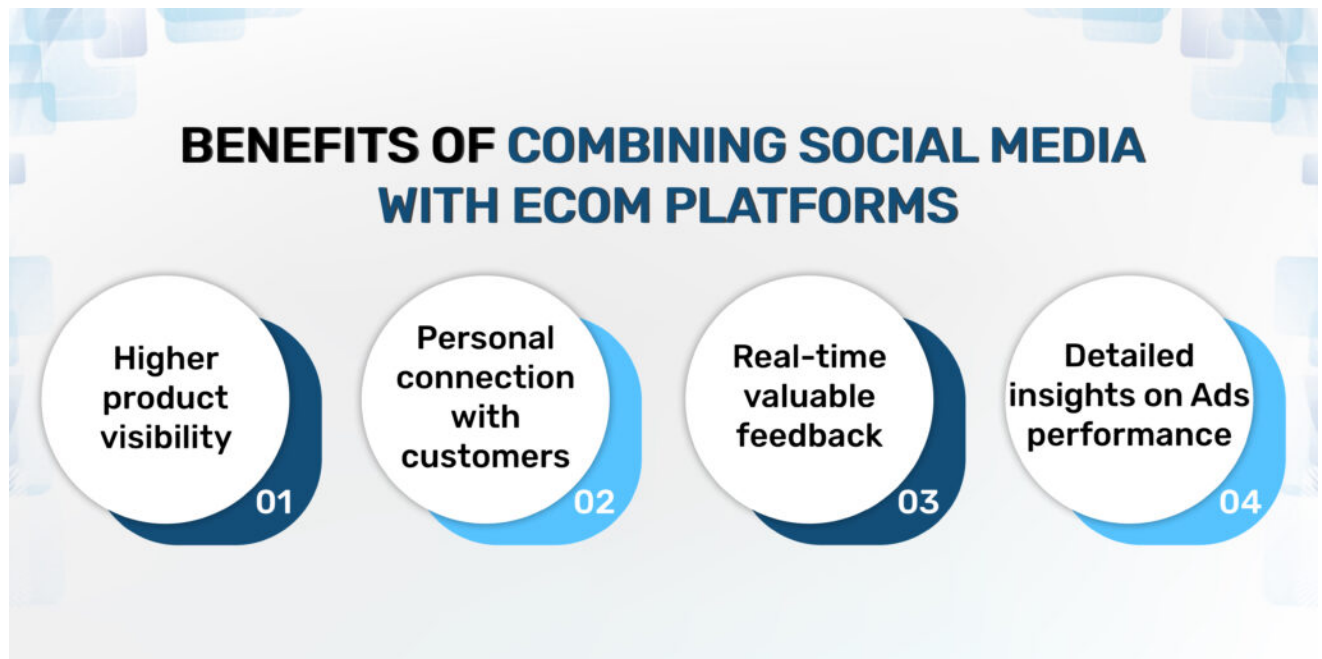 BENEFITS OF COMBINING SOCIAL MEDIA
WITH ECOM PLATFORMS
Higher
product
visibility
01
Personal
connection
with
customers
02
Real-time
valuable
feedback
03
Detailed
insights on Ads
performance
04